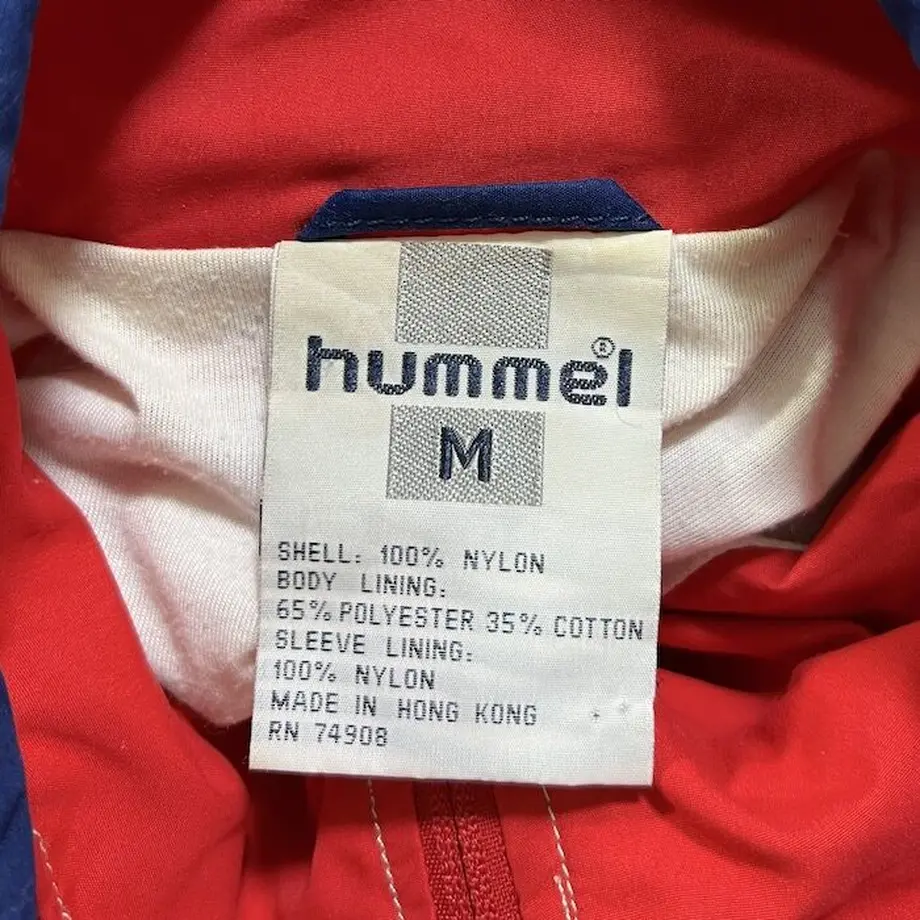 hummel®
M
SHELL: 100% NYLON
BODY LINING:
65% POLYESTER 35% COTTON
SLEEVE LINING:
100% NYLON
MADE IN HONG KONG
RN 74908